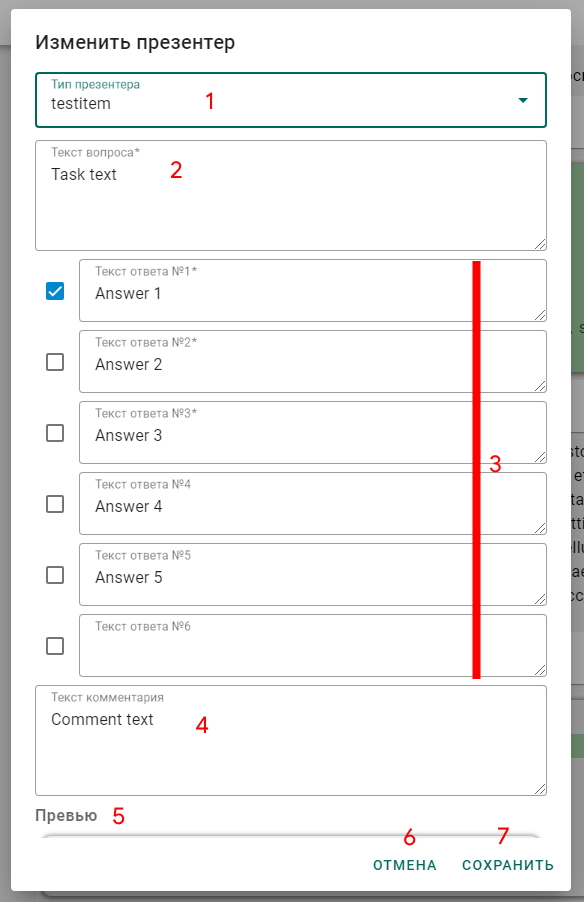 Изменить презентер
Тип презентера
testitem
1
Текст вопроса*
Task text
2
Текст ответа №1*
Answer 1
Текст ответа №2*
Answer 2
Текст ответа №3*
Answer 3
3
Текст ответа №4
Answer 4
Текст ответа №5
Answer 5
Текст ответа №6
Текст комментария
Comment text
4
Превью 5
6 7
ОТМЕНА СОХРАНИТЬ